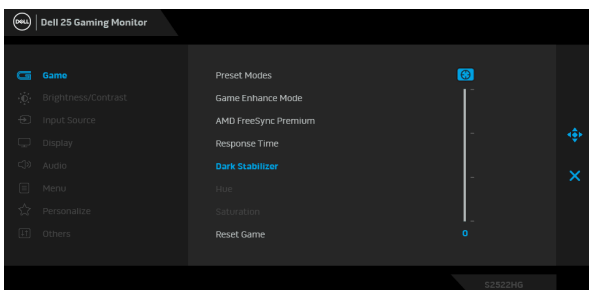 DELL
Dell 25 Gaming Monitor
Game
Brightness/Contrast
Input Source
Display
Audio
Menu
Personalize
Others
Preset Modes
Game Enhance Mode
AMD FreeSync Premium
Response Time
Dark Stabilizer
Hue
Saturation
Reset Game
0
S2522HG